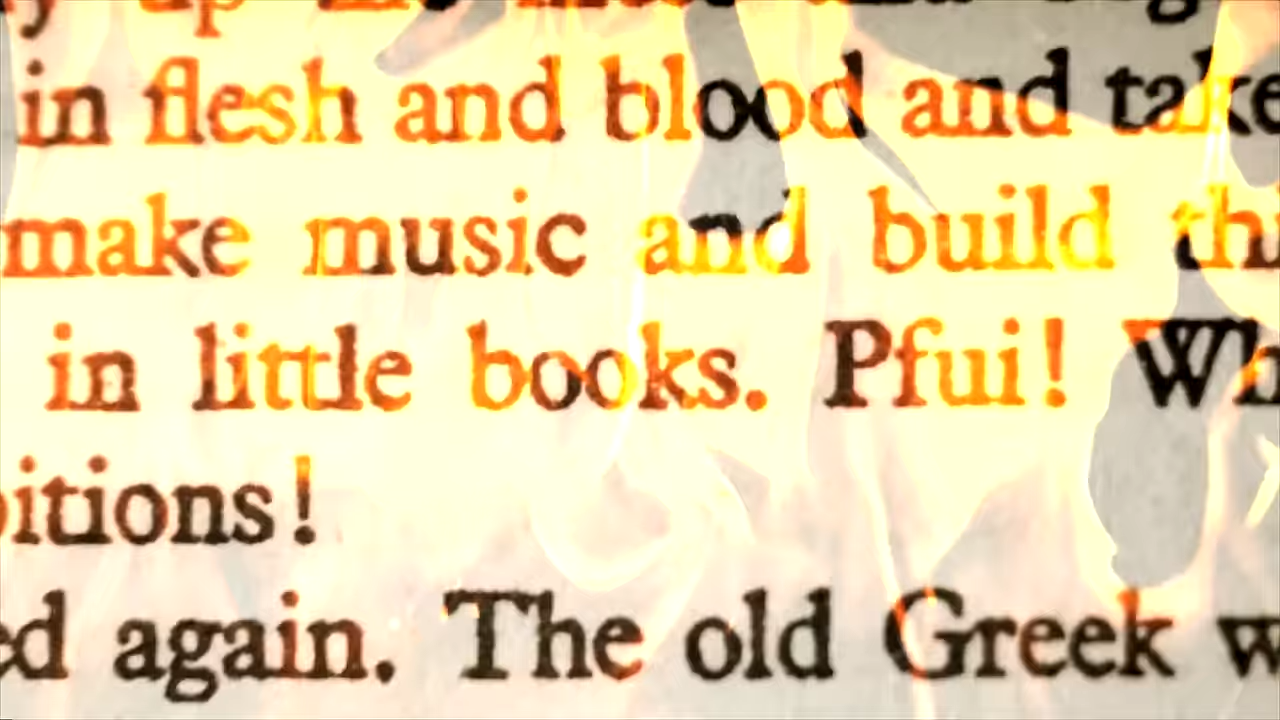 in flesh and blood and take
make music and build
in little books. Pfui!
itions!
again. The old Greek